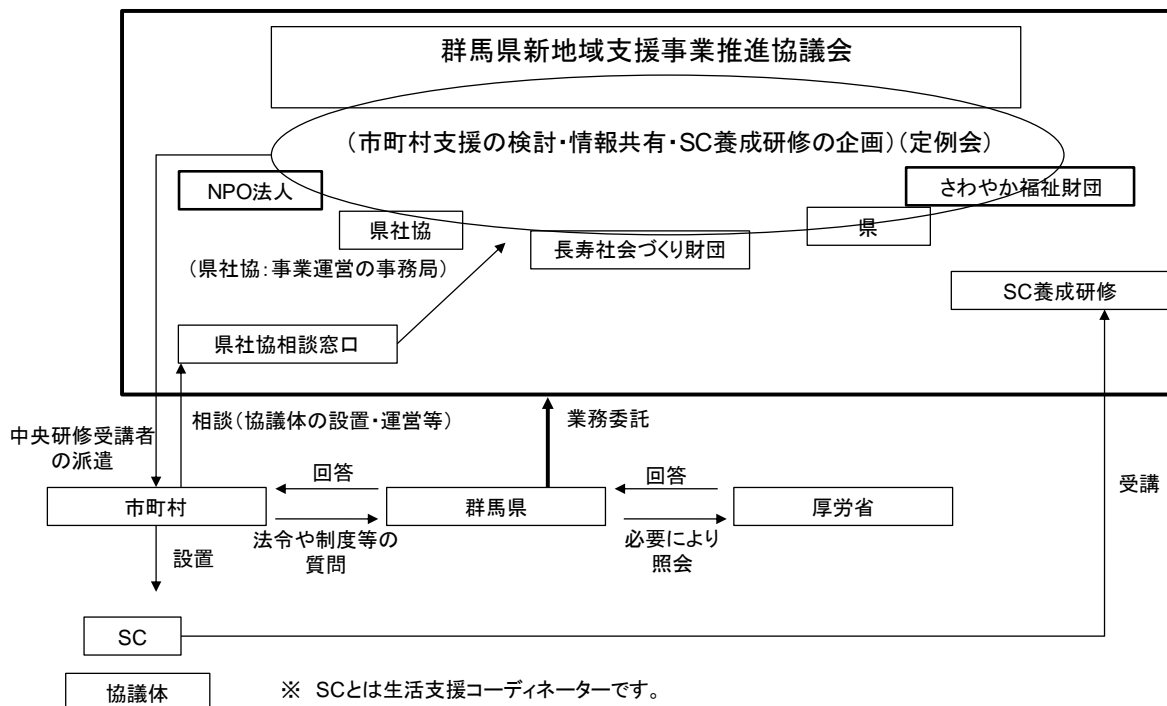 群馬県新地域支援事業推進協議会
（市町村支援の検討・情報共有・SC養成研修の企画）（定例会）
NPO法人
さわやか福祉財団
県社協
県
長寿社会づくり財団
（県社協：事業運営の事務局）
SC養成研修
県社協相談窓口
相談（協議体の設置・運営等）
業務委託
中央研修受講者
の派遣
回答
回答
受講
市町村
群馬県
厚労省
法令や制度等の
質問
必要により
照会
設置
SC
協議体
※ SCとは生活支援コーディネーターです。